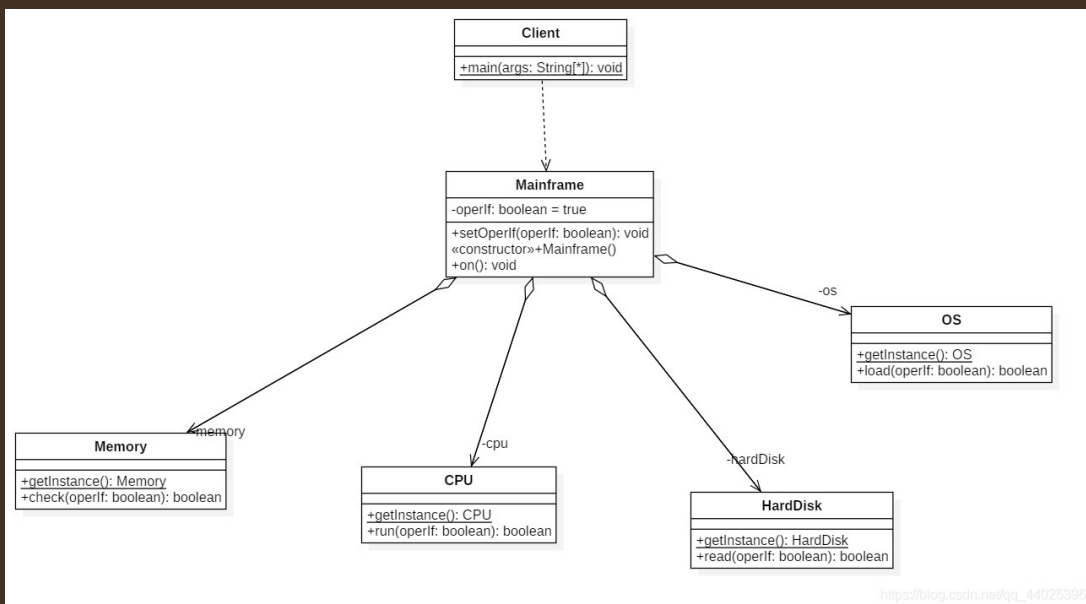 Client
+main(args: String[*]): void
Mainframe
-operIf: boolean = true
+setOperIf(operIf: boolean): void
«constructor»+Mainframe()
+on(): void
-os
OS
+getInstance(): OS
+load(operIf: boolean): boolean
-memory
Memory
+getInstance(): Memory
+check(operIf: boolean): boolean
-cpu
CPU
+getInstance(): CPU
+run(operIf: boolean): boolean
-hardDisk
HardDisk
+getInstance(): HardDisk
+read(operIf: boolean): boolean
https://blog.csdn.net/qq_44025396